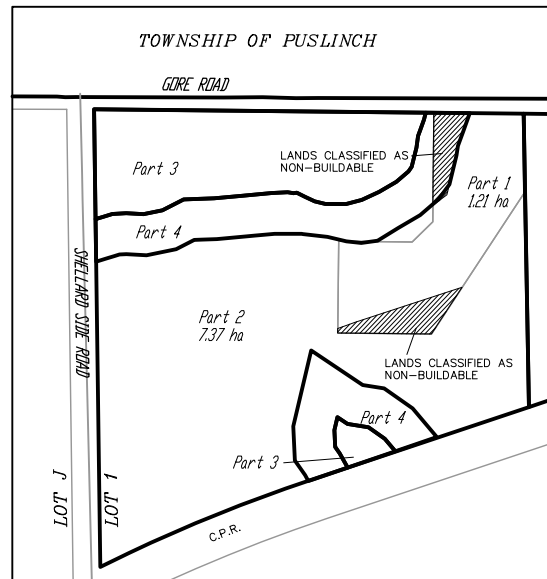 TOWNSHIP OF PUSLINCH
GORE ROAD
LANDS CLASSIFIED AS
NON-BUILDABLE
Part 3
Part 1
1.21 ha
Part 4
SHELLARD SIDE ROAD
Part 2
7.37 ha
LANDS CLASSIFIED AS
NON-BUILDABLE
Part 4
Part 3
LOT J
LOT 1
C.P.R.